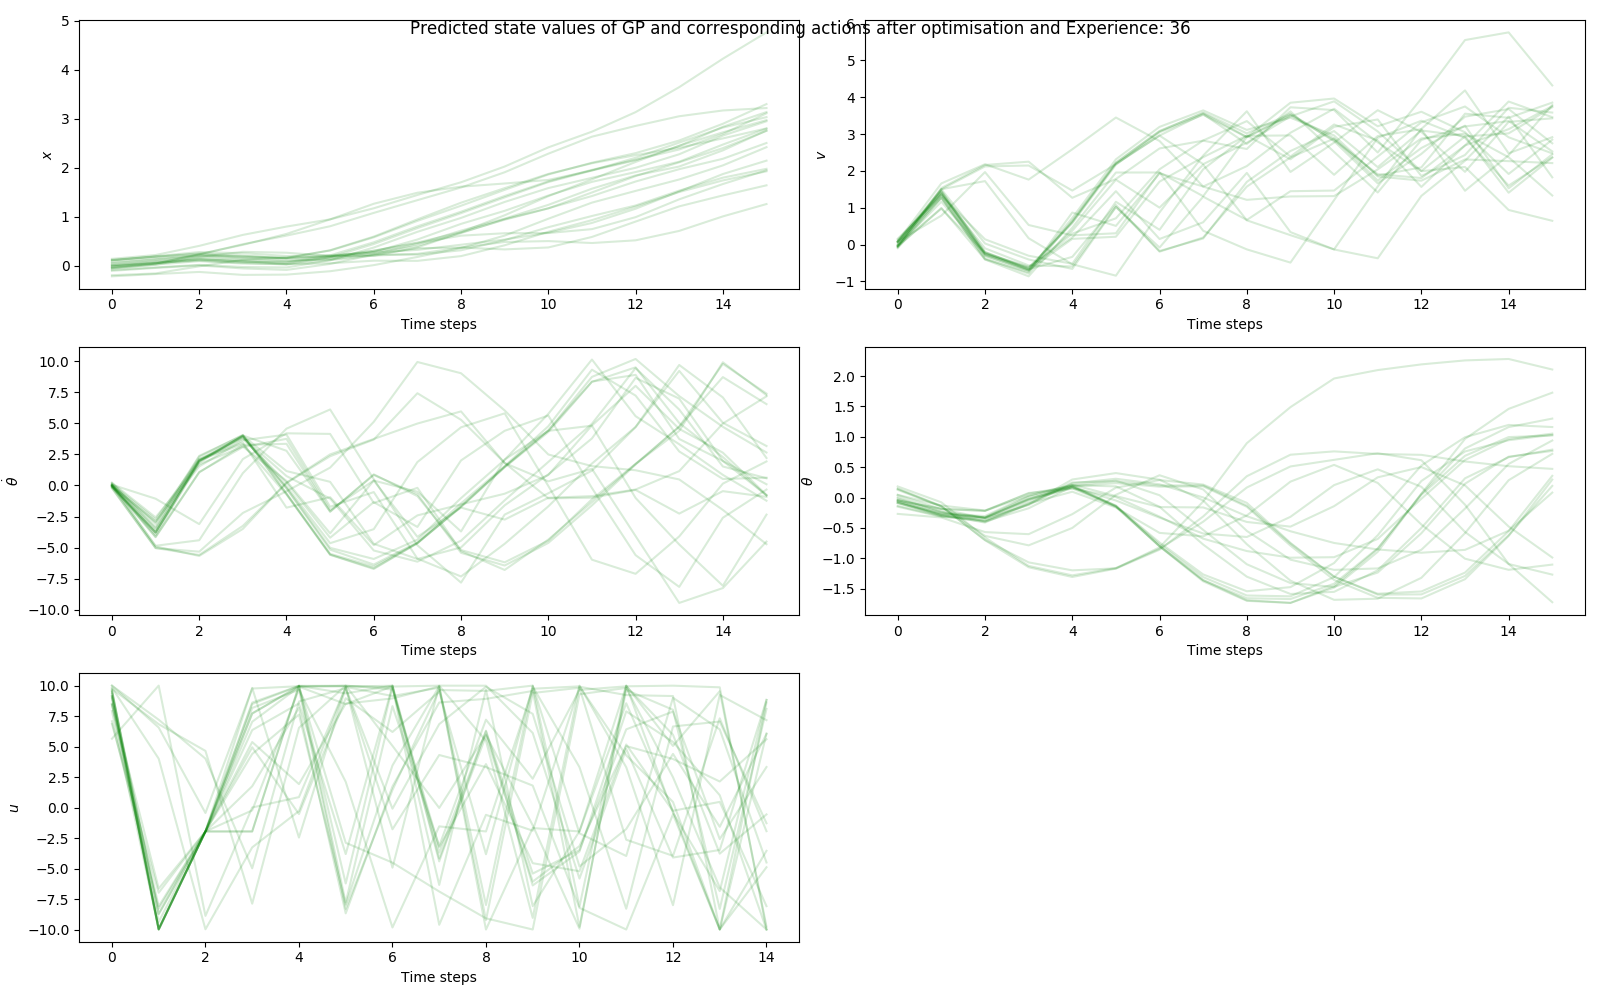 Predicted state values of GP and corresponding actions after optimisation and Experience: 36
5
4
3
2
1
0
x
0 2 4 6 8 10 12 14
Time steps
6
5
4
3
2
1
0
−1
v
0 2 4 6 8 10 12 14
Time steps
10.0
7.5
5.0
2.5
0.0
−2.5
−5.0
−7.5
−10.0
θ̇
0 2 4 6 8 10 12 14
Time steps
2.0
1.5
1.0
0.5
0.0
−0.5
−1.0
−1.5
θ
0 2 4 6 8 10 12 14
Time steps
10.0
7.5
5.0
2.5
0.0
−2.5
−5.0
−7.5
−10.0
u
0 2 4 6 8 10 12 14
Time steps